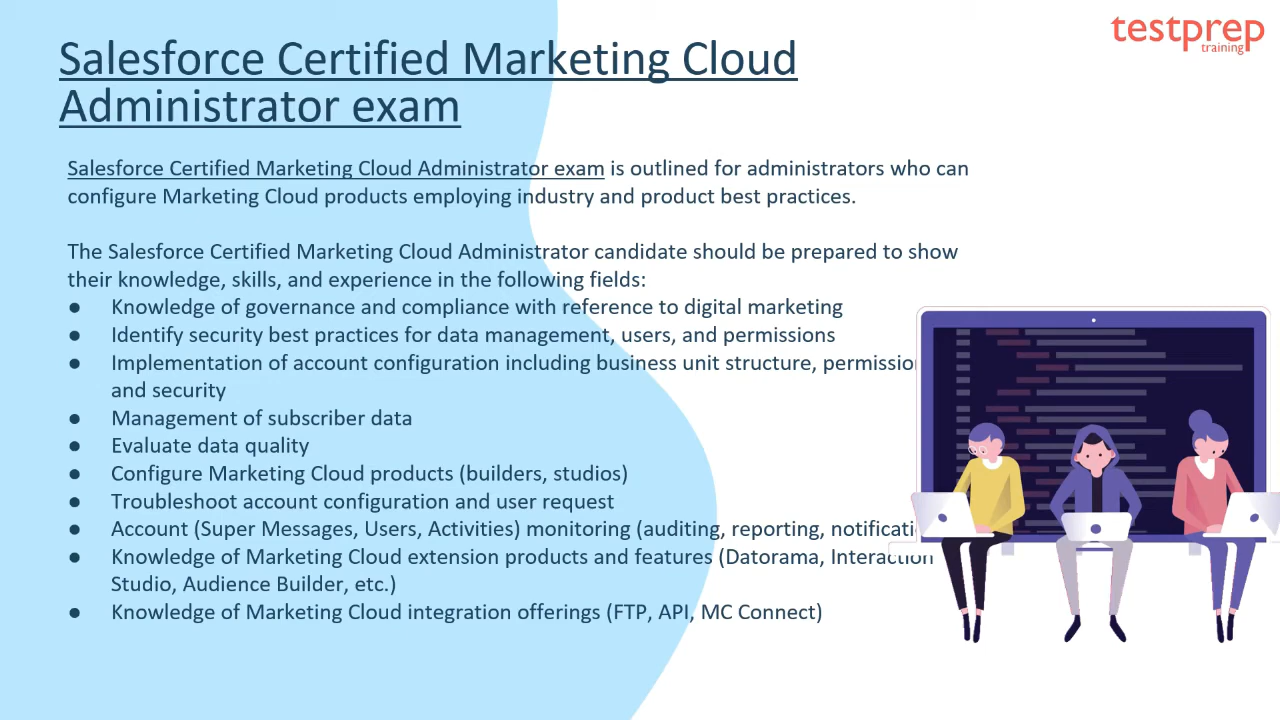 testprep
training
Salesforce Certified Marketing Cloud
Administrator exam
Salesforce Certified Marketing Cloud Administrator exam is outlined for administrators who can
configure Marketing Cloud products employing industry and product best practices.
The Salesforce Certified Marketing Cloud Administrator candidate should be prepared to show
their knowledge, skills, and experience in the following fields:
● Knowledge of governance and compliance with reference to digital marketing
● Identify security best practices for data management, users, and permissions
● Implementation of account configuration including business unit structure,
and security
● Management of subscriber data
● Evaluate data quality
● Configure Marketing Cloud products (builders, studios)
● Troubleshoot account configuration and user request
● Account (Super Messages, Users, Activities) monitoring (auditing, reporting,
● Knowledge of Marketing Cloud extension products and features (Datorama, Interaction
Studio, Audience Builder, etc.)
● Knowledge of Marketing Cloud integration offerings (FTP, API, MC Connect)